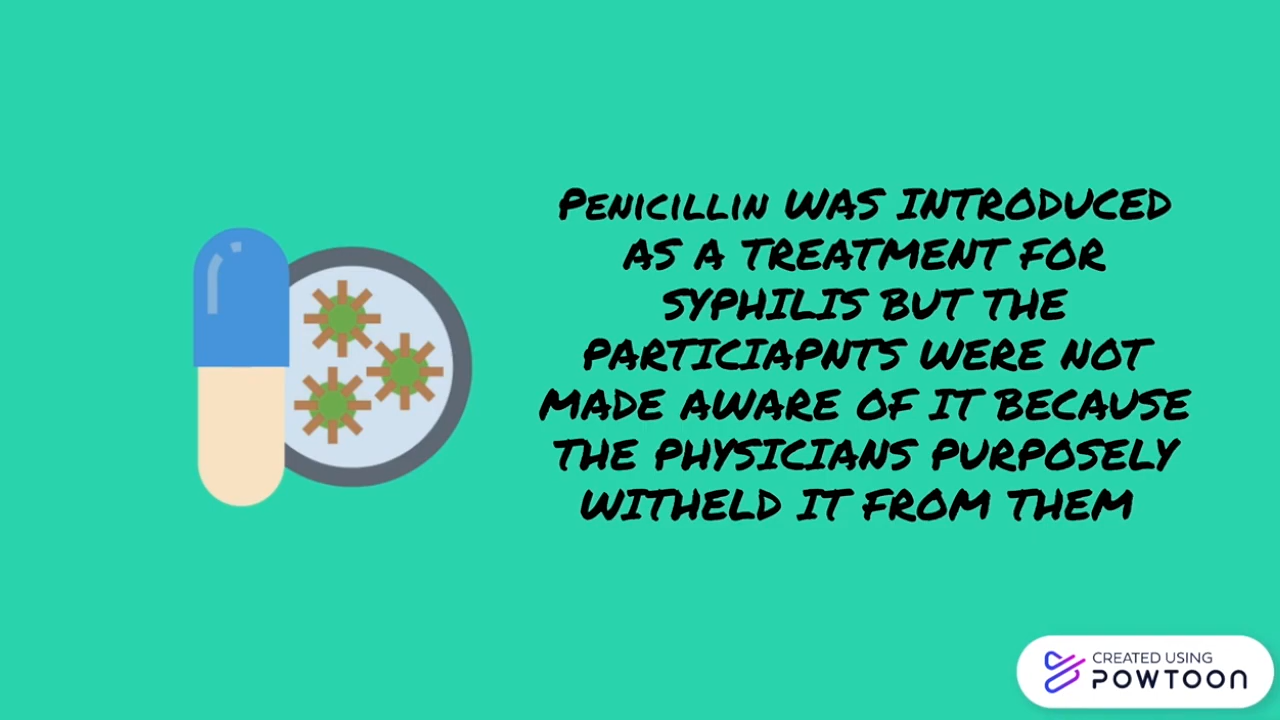 Penicillin WAS INTRODUCED
AS A TREATMENT FOR
SYPHILIS BUT THE
PARTICIAPNTS WERE NOT
MADE AWARE OF IT BECAUSE
THE PHYSICIANS PURPOSELY
WITHELD IT FROM THEM
CREATED USING
POWTOON